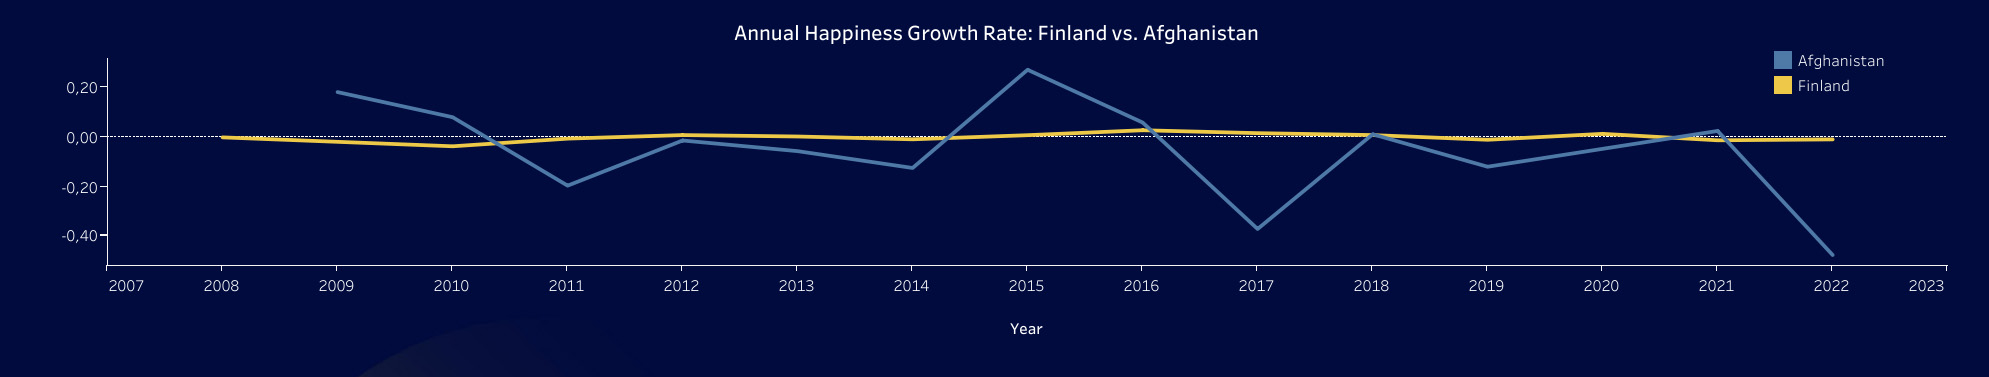 Annual Happiness Growth Rate: Finland vs. Afghanistan
Afghanistan
Finland
0,20
0,00
-0,20
-0,40
2007 2008 2009 2010 2011 2012 2013 2014 2015 2016 2017 2018 2019 2020 2021 2022 2023
Year